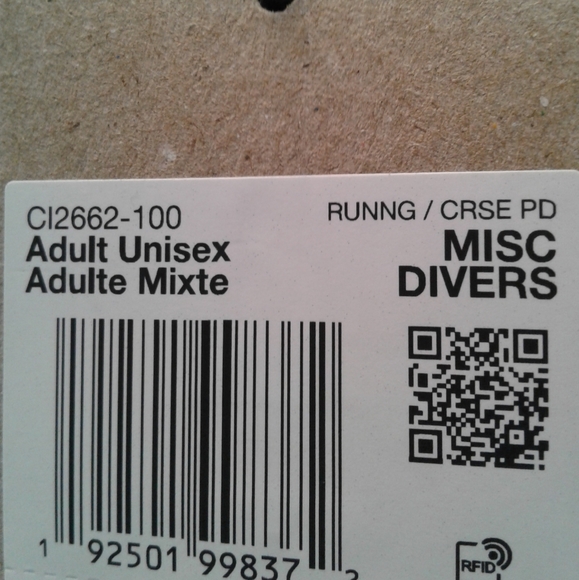 CI2662-100
RUNNG / CRSE PD
Adult Unisex
Adulte Mixte
MISC
DIVERS
1 92501 99837 2
RFID